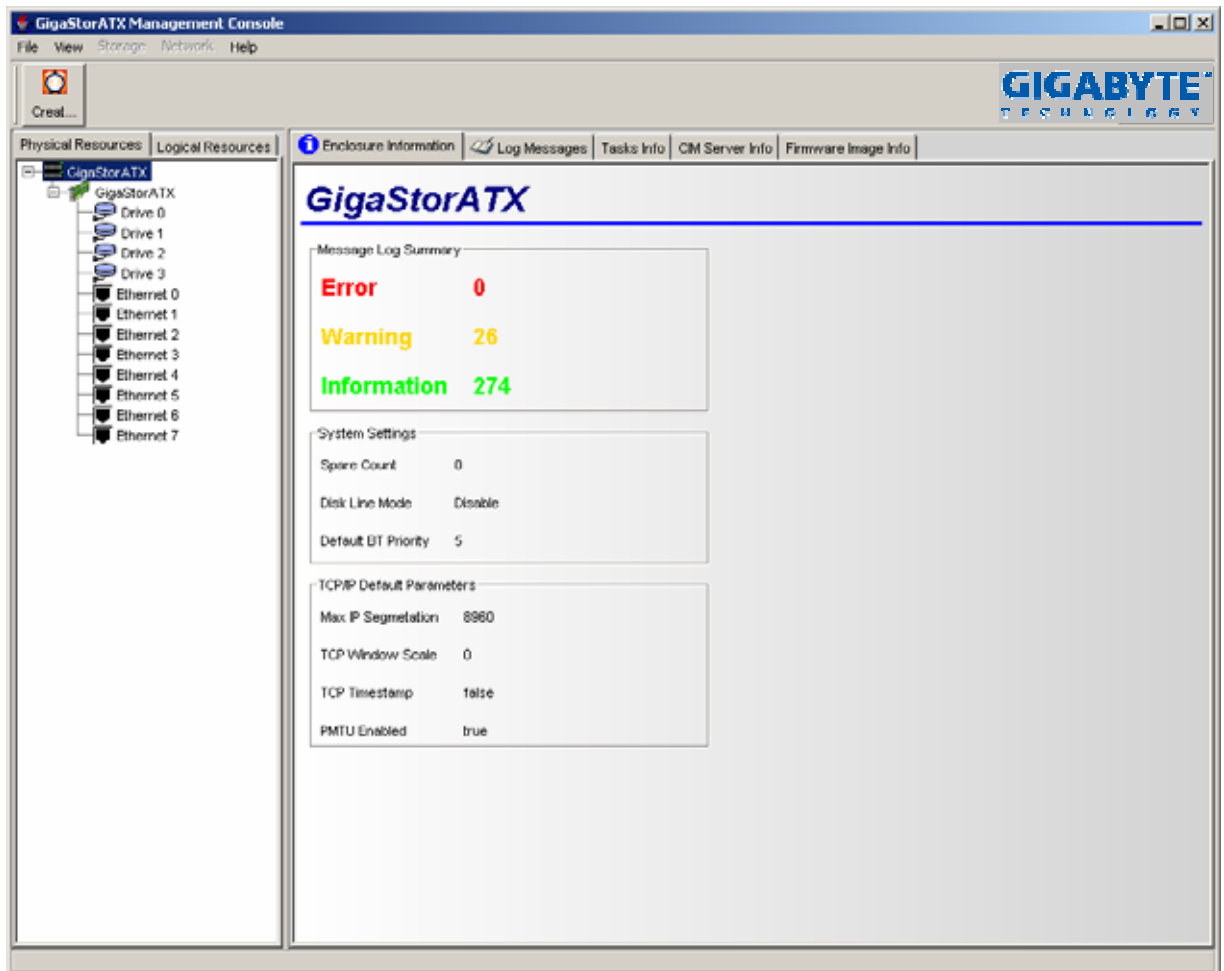 GigaStorATX Management Console
File View Storage Network Help
Creat...
GIGABYTE™
TECHNOLOGY
Physical Resources Logical Resources
Enclosure Information Log Messages Tasks Info CIM Server Info Firmware Image Info
GigaStorATX
GigaStorATX
Drive 0
Drive 1
Drive 2
Drive 3
Ethernet 0
Ethernet 1
Ethernet 2
Ethernet 3
Ethernet 4
Ethernet 5
Ethernet 6
Ethernet 7
GigaStorATX
Message Log Summary
Error 0
Warning 26
Information 274
System Settings
Spare Count 0
Disk Line Mode Disable
Default BT Priority 5
TCP/IP Default Parameters
Max IP Segmetation 8960
TCP Window Scale 0
TCP Timestamp false
PMTU Enabled true